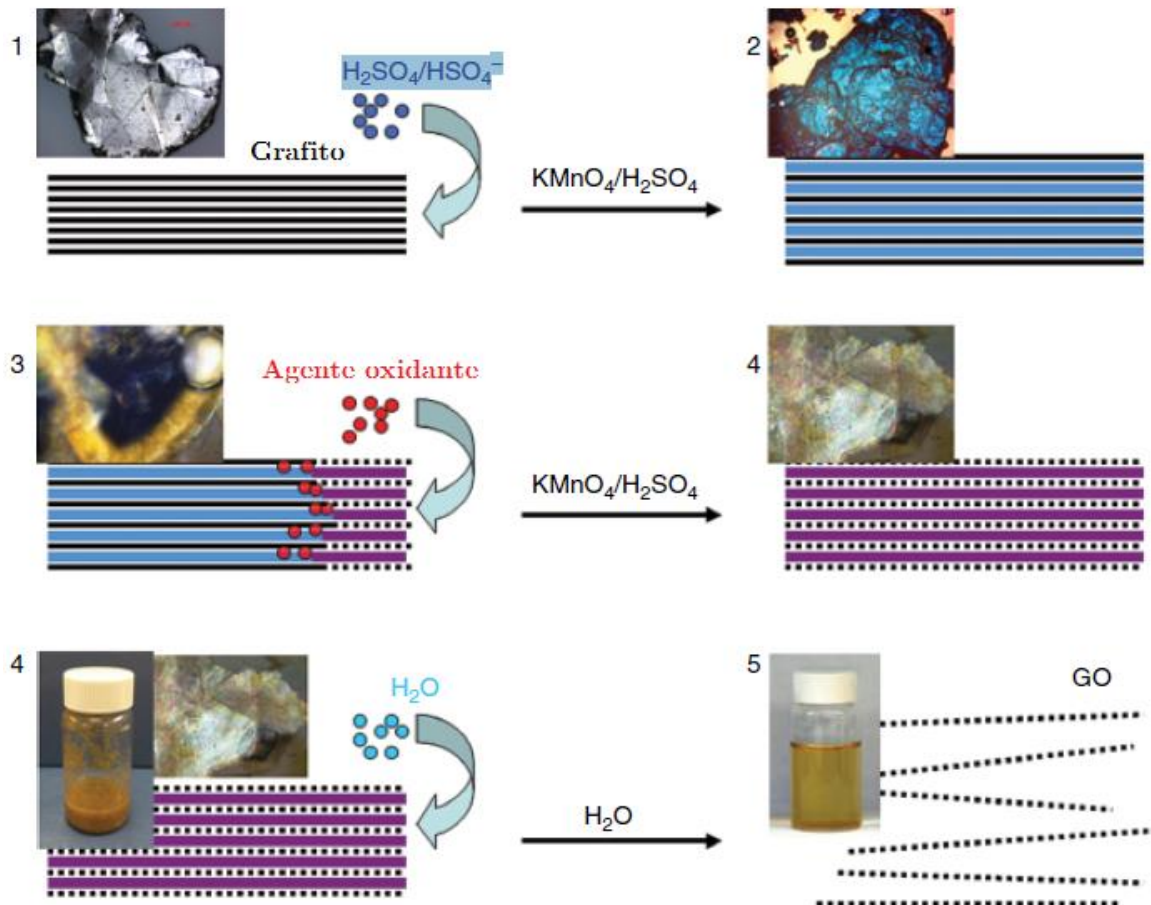 1
H₂SO₄/HSO₄⁻
Grafito
KMnO₄/H₂SO₄
2
3
Agente oxidante
KMnO₄/H₂SO₄
4
4
H₂O
H₂O
5
GO